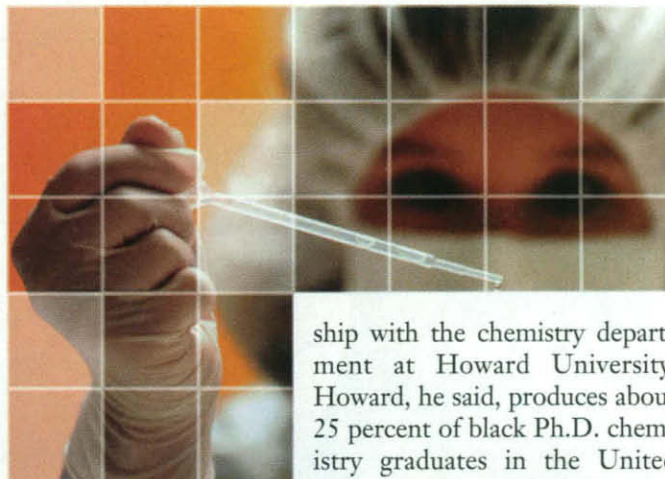 ship with the chemistry depart-
ment at Howard University
Howard, he said, produces abou
25 percent of black Ph.D. chem-
istry graduates in the United